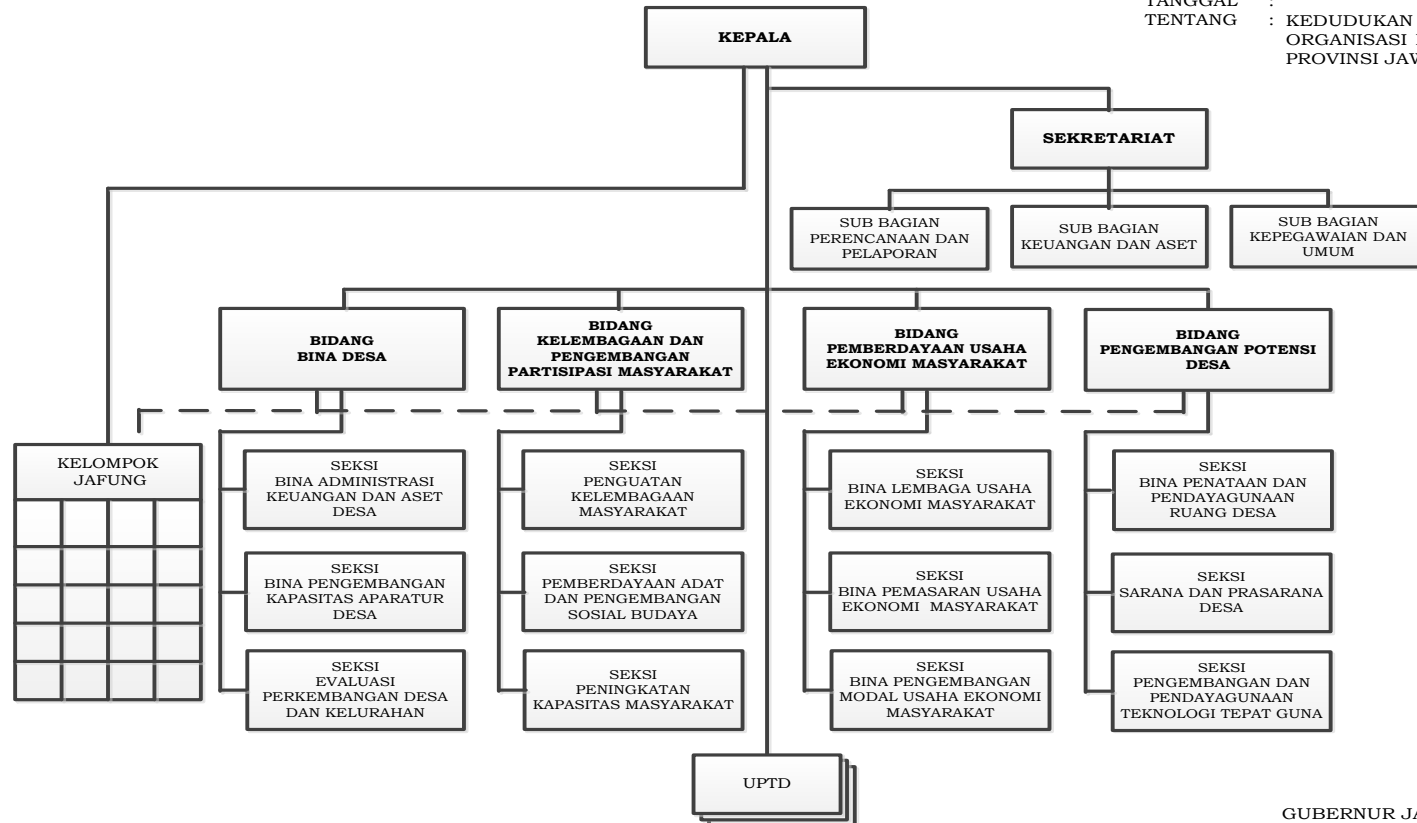 TANGGAL :
TENTANG : KEDUDUKAN
ORGANISASI
PROVINSI
KEPALA
SEKRETARIAT
SUB BAGIAN
PERENCANAAN DAN
PELAPORAN
SUB BAGIAN
KEUANGAN DAN ASET
SUB BAGIAN
KEPEGAWAIAN DAN
UMUM
BIDANG
BINA DESA
BIDANG
KELEMBAGAAN DAN
PENGEMBANGAN
PARTISIPASI MASYARAKAT
BIDANG
PEMBERDAYAAN USAHA
EKONOMI MASYARAKAT
BIDANG
PENGEMBANGAN POTENSI
DESA
KELOMPOK
JAFUNG
SEKSI
BINA ADMINISTRASI
KEUANGAN DAN ASET
DESA
SEKSI
PENGUATAN
KELEMBAGAAN
MASYARAKAT
SEKSI
BINA LEMBAGA USAHA
EKONOMI MASYARAKAT
SEKSI
BINA PENATAAN DAN
PENDAYAGUNAAN
RUANG DESA
SEKSI
BINA PENGEMBANGAN
KAPASITAS APARATUR
DESA
SEKSI
PEMBERDAYAAN ADAT
DAN PENGEMBANGAN
SOSIAL BUDAYA
SEKSI
BINA PEMASARAN USAHA
EKONOMI MASYARAKAT
SEKSI
SARANA DAN PRASARANA
DESA
SEKSI
EVALUASI
PERKEMBANGAN DESA
DAN KELURAHAN
SEKSI
PENINGKATAN
KAPASITAS MASYARAKAT
SEKSI
BINA PENGEMBANGAN
MODAL USAHA EKONOMI
MASYARAKAT
SEKSI
PENGEMBANGAN DAN
PENDAYAGUNAAN
TEKNOLOGI TEPAT GUNA
UPTD
GUBERNUR